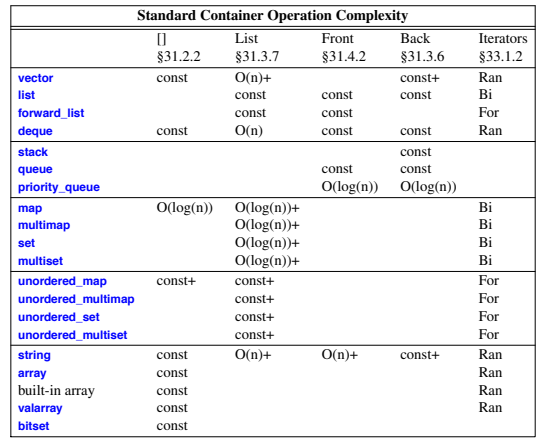 Standard Container Operation Complexity
[] List Front Back Iterators
§31.2.2 §31.3.7 §31.4.2 §31.3.6 §33.1.2
vector const O(n)+ const+ Ran
list const const const Bi
forward_list const const For
deque const O(n) const const Ran
stack const
queue const const
priority_queue O(log(n)) O(log(n))
map O(log(n)) O(log(n))+ Bi
multimap O(log(n))+ Bi
set O(log(n))+ Bi
multiset O(log(n))+ Bi
unordered_map const+ const+ For
unordered_multimap const+ For
unordered_set const+ For
unordered_multiset const+ For
string const O(n)+ O(n)+ const+ Ran
array const Ran
built-in array const Ran
valarray const Ran
bitset const